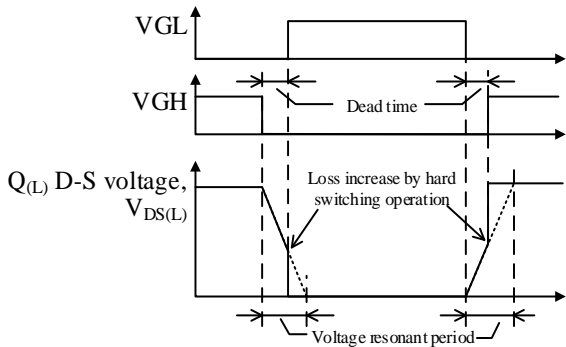 VGL
VGH
Dead time
Q(L) D-S voltage,
VDS(L)
Loss increase by hard
switching operation
Voltage resonant period